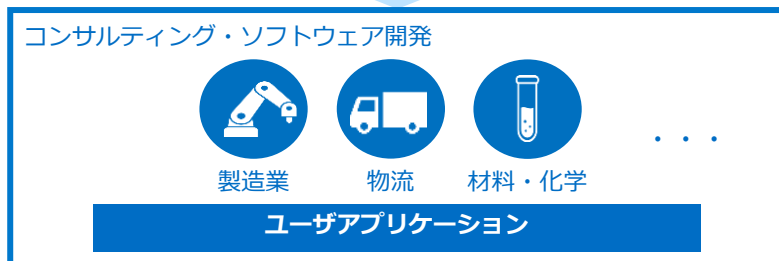 コンサルティング・ソフトウェア開発
・・・
製造業 物流 材料・化学
ユーザアプリケーション